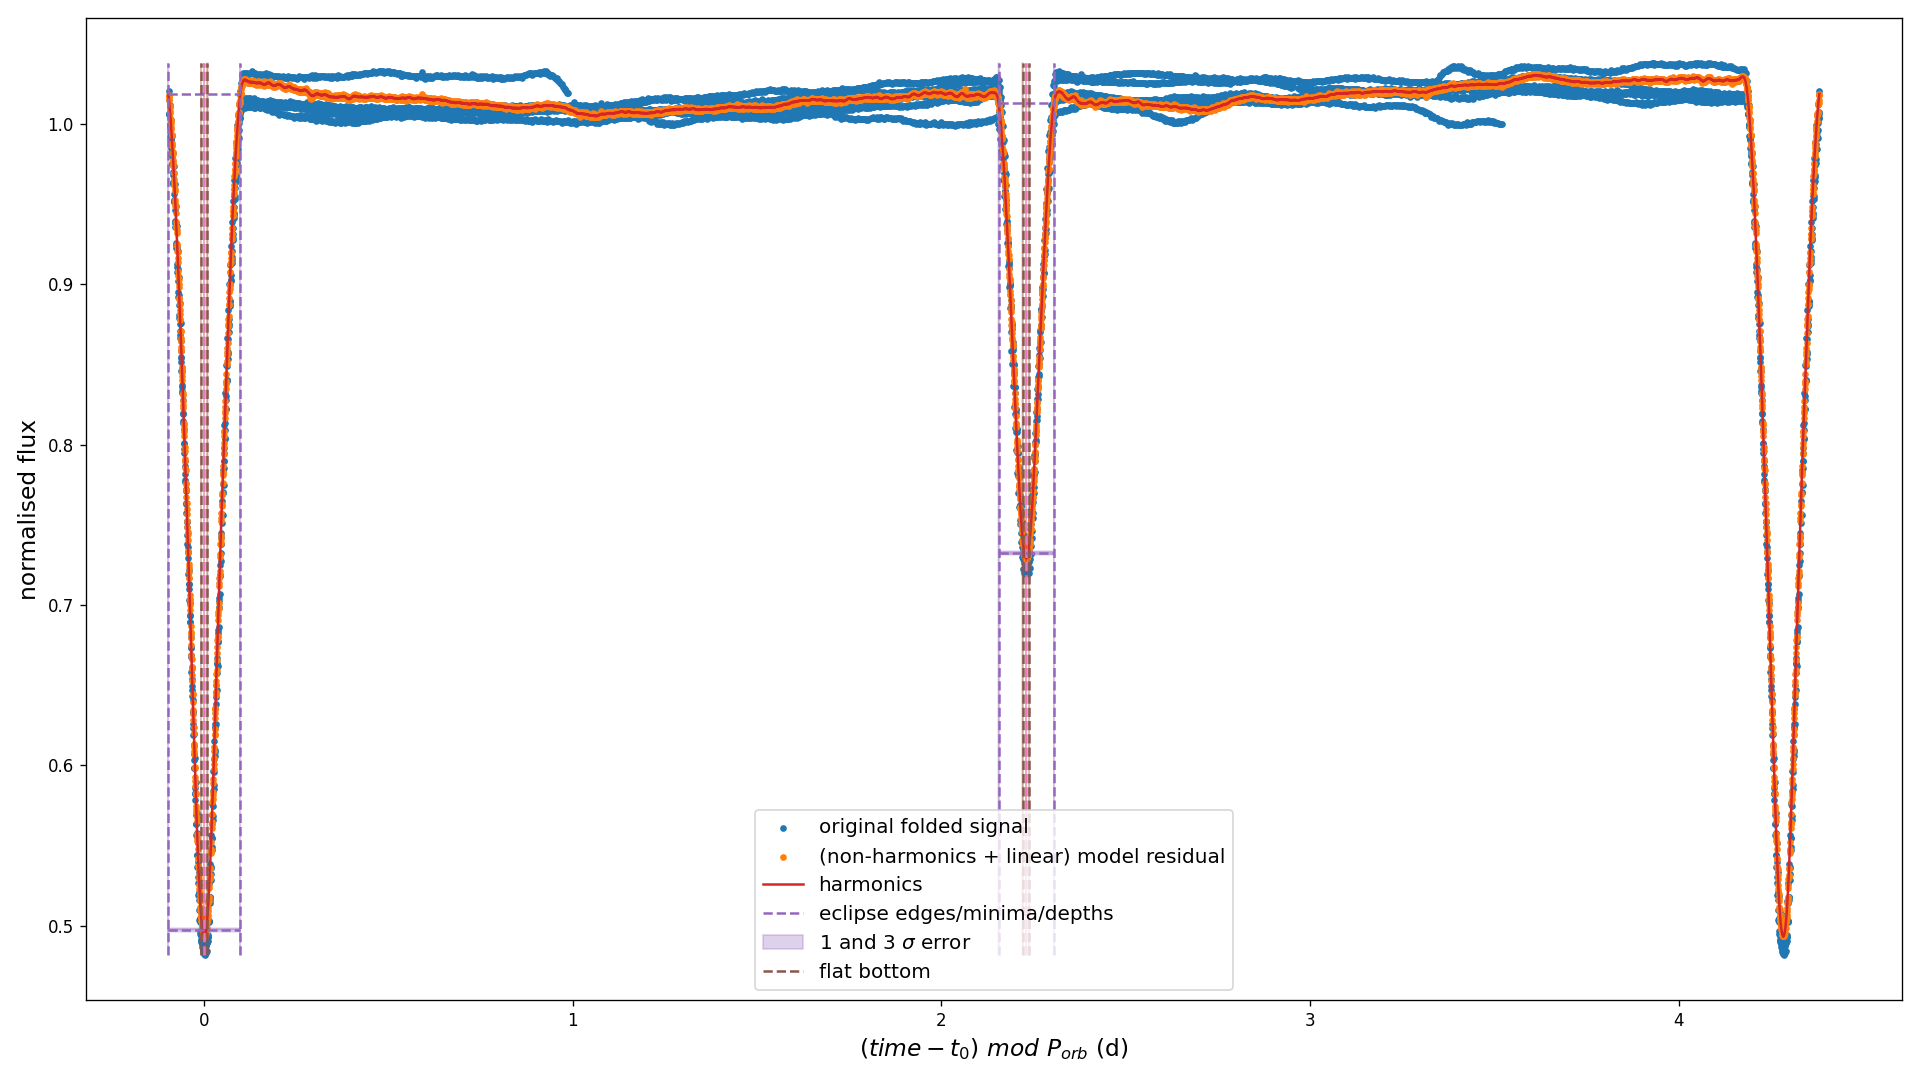 normalised flux
1.0
0.9
0.8
0.7
0.6
0.5
original folded signal
(non-harmonics + linear) model residual
harmonics
eclipse edges/minima/depths
1 and 3 σ error
flat bottom
0 1 2 3 4
(time − t₀) mod Pₒᵣb (d)